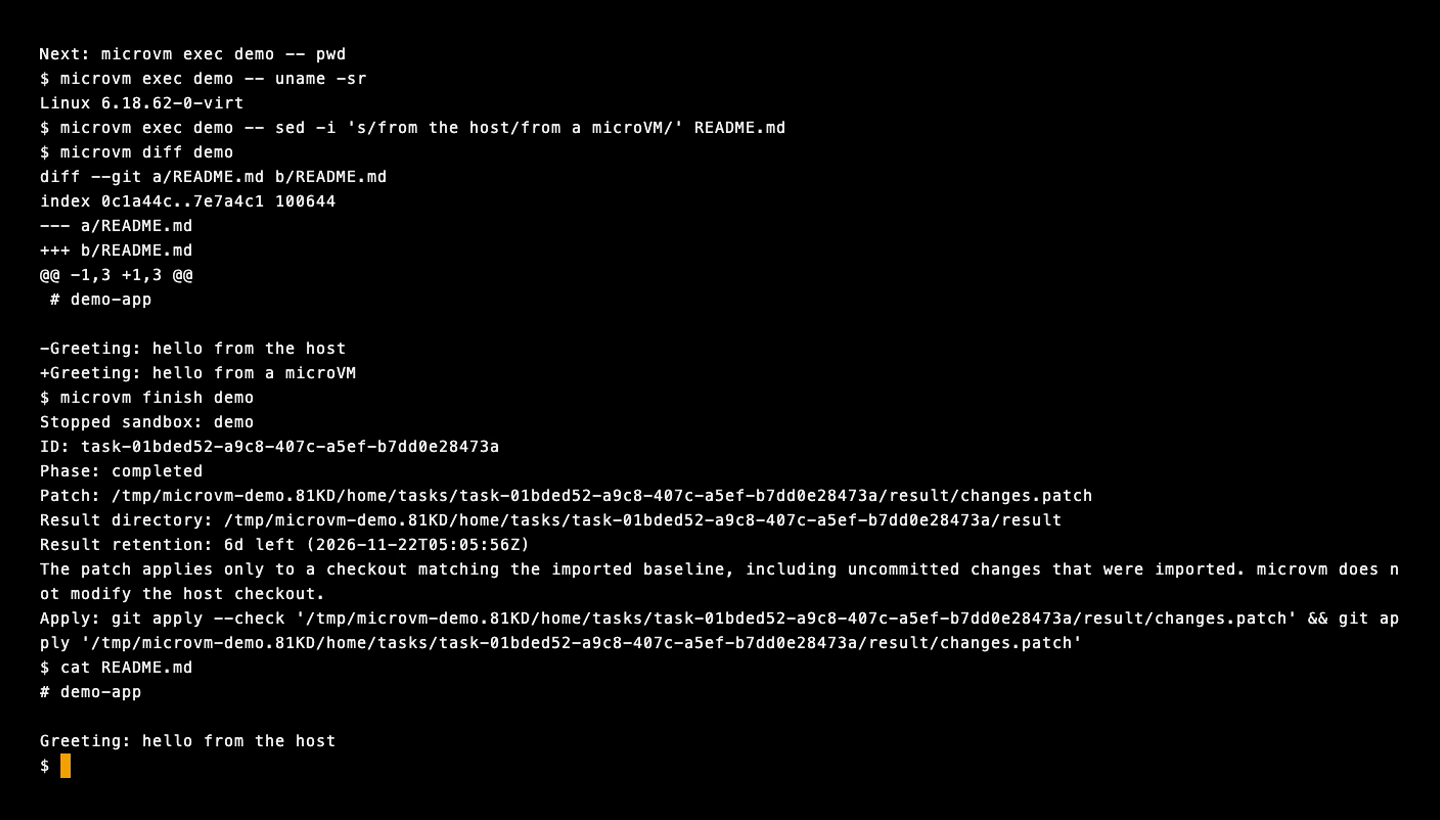 Next: microvm exec demo -- pwd
$ microvm exec demo -- uname -sr
Linux 6.18.62-0-virt
$ microvm exec demo -- sed -i 's/from the host/from a microVM/' README.md
$ microvm diff demo
diff --git a/README.md b/README.md
index 0c1a44c..7e7a4c1 100644
--- a/README.md
+++ b/README.md
@@ -1,3 +1,3 @@
 # demo-app

-Greeting: hello from the host
+Greeting: hello from a microVM
$ microvm finish demo
Stopped sandbox: demo
ID: task-01bded52-a9c8-407c-a5ef-b7dd0e28473a
Phase: completed
Patch: /tmp/microvm-demo.81KD/home/tasks/task-01bded52-a9c8-407c-a5ef-b7dd0e28473a/result/changes.patch
Result directory: /tmp/microvm-demo.81KD/home/tasks/task-01bded52-a9c8-407c-a5ef-b7dd0e28473a/result
Result retention: 6d left (2026-11-22T05:05:56Z)
The patch applies only to a checkout matching the imported baseline, including uncommitted changes that were imported. microvm does n
ot modify the host checkout.
Apply: git apply --check '/tmp/microvm-demo.81KD/home/tasks/task-01bded52-a9c8-407c-a5ef-b7dd0e28473a/result/changes.patch' && git ap
ply '/tmp/microvm-demo.81KD/home/tasks/task-01bded52-a9c8-407c-a5ef-b7dd0e28473a/result/changes.patch'
$ cat README.md
# demo-app

Greeting: hello from the host
$